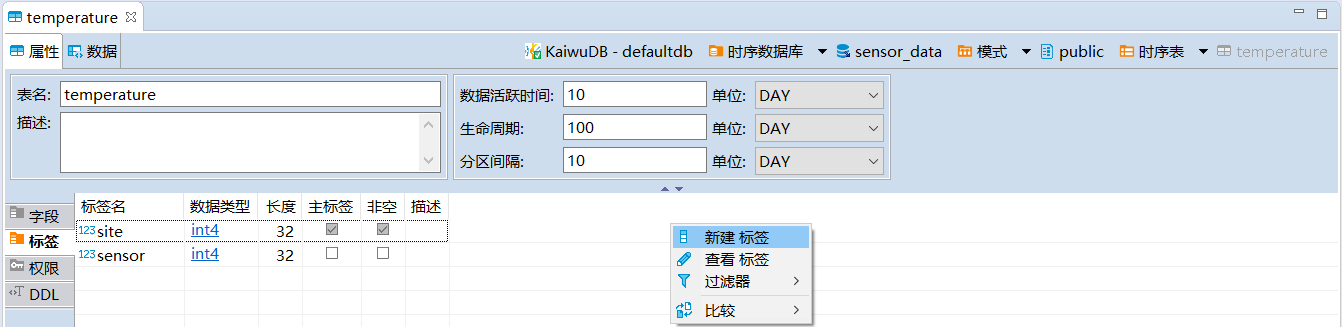 temperature
属性 数据 KaiwuDB - defaultdb 时序数据库 sensor_data 模式 public 时序表 temperature
表名: temperature 数据活跃时间: 10 单位: DAY
描述: 生命周期: 100 单位: DAY
分区间隔: 10 单位: DAY
标签名 数据类型 长度 主标签 非空 描述
字段
123 site int4 32
标签
123 sensor int4 32
权限
DDL
新建 标签
查看 标签
过滤器
比较